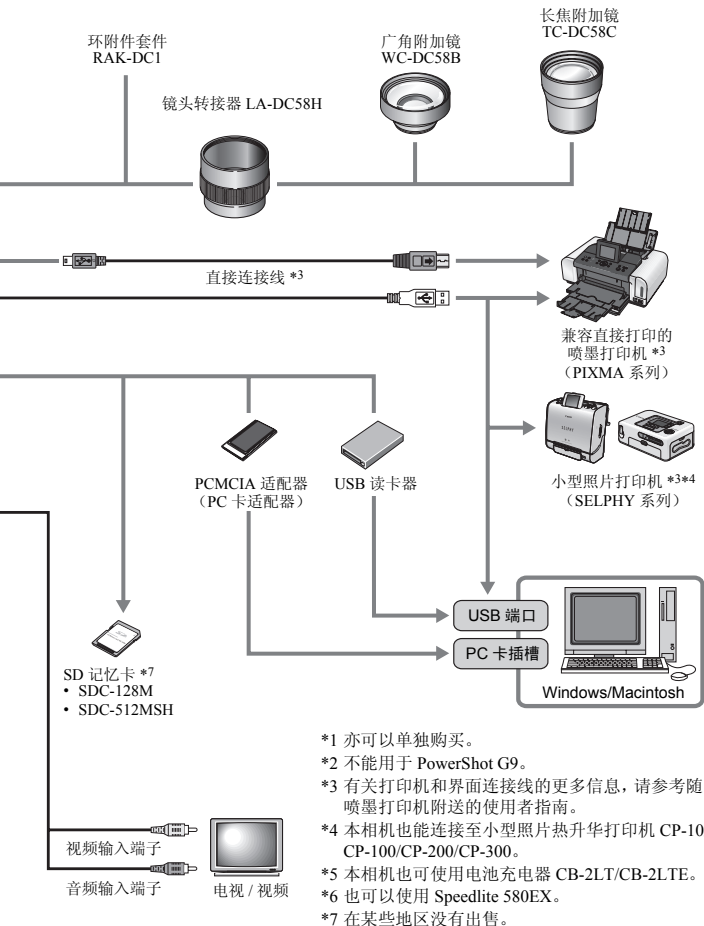 环附件套件
RAK-DC1
广角附加镜
WC-DC58B
长焦附加镜
TC-DC58C
镜头转接器 LA-DC58H
直接连接线 *3
兼容直接打印的
喷墨打印机 *3
（PIXMA 系列）
小型照片打印机 *3*4
（SELPHY 系列）
PCMCIA 适配器
（PC 卡适配器）
USB 读卡器
USB 端口
PC 卡插槽
Windows/Macintosh
SD 记忆卡 *7
• SDC-128M
• SDC-512MSH
视频输入端子
音频输入端子
电视 / 视频
*1 亦可以单独购买。
*2 不能用于 PowerShot G9。
*3 有关打印机和界面连接线的更多信息，请参考随
喷墨打印机附送的使用者指南。
*4 本相机也能连接至小型照片热升华打印机 CP-10
CP-100/CP-200/CP-300。
*5 本相机也可使用电池充电器 CB-2LT/CB-2LTE。
*6 也可以使用 Speedlite 580EX。
*7 在某些地区没有出售。